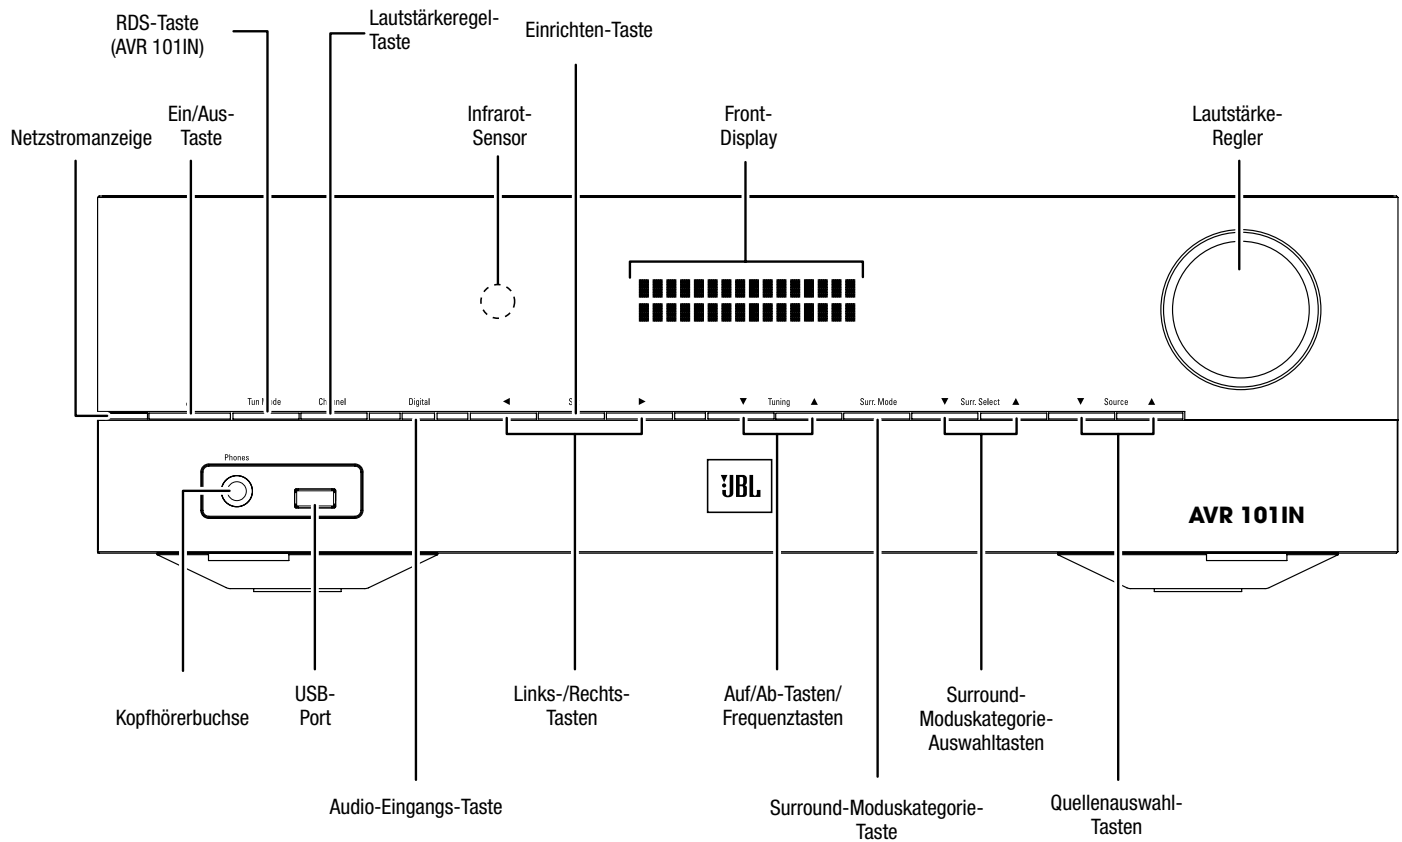 RDS-Taste
(AVR 101IN)
Lautstärkeregel-
Taste
Einrichten-Taste
Netzstromanzeige
Ein/Aus-
Taste
Infrarot-
Sensor
Front-
Display
Lautstärke-
Regler
Digital
◄
►
▼ Tuning ▲
Surr. Mode
▼ Surr. Select ▲
▼ Source ▲
Phones
JBL
AVR 101IN
Kopfhörerbuchse
USB-
Port
Links-/Rechts-
Tasten
Auf/Ab-Tasten/
Frequenztasten
Surround-
Moduskategorie-
Auswahltasten
Audio-Eingangs-Taste
Surround-Moduskategorie-
Taste
Quellenauswahl-
Tasten